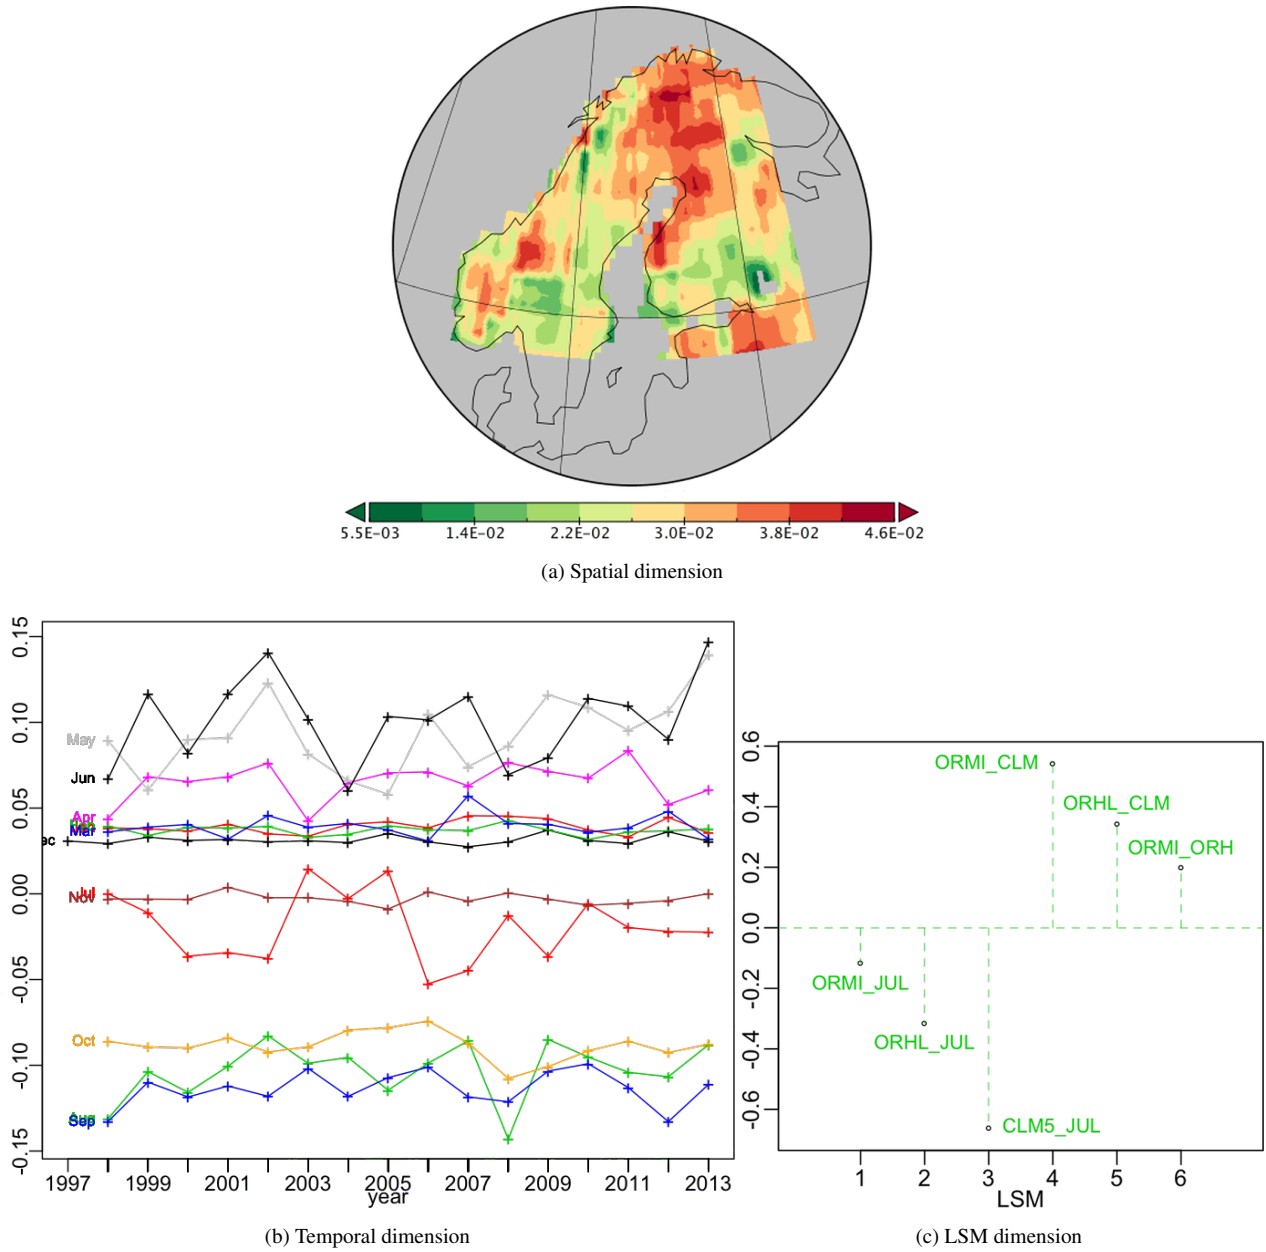 5.5E-03 1.4E-02 2.2E-02 3.0E-02 3.8E-02 4.6E-02
(a) Spatial dimension
0.15
0.10
0.05
0.00
-0.05
-0.10
-0.15
May
Jun
Apr
Mar
ec
Jul
Nov
Oct
Aug
Sep
1997 1999 2001 2003 2005 2007 2009 2011 2013
year
(b) Temporal dimension
0.6
0.4
0.2
0.0
-0.2
-0.4
-0.6
ORMI_CLM
ORHL_CLM
ORMI_ORH
ORMI_JUL
ORHL_JUL
CLM5_JUL
1 2 3 4 5 6
LSM
(c) LSM dimension